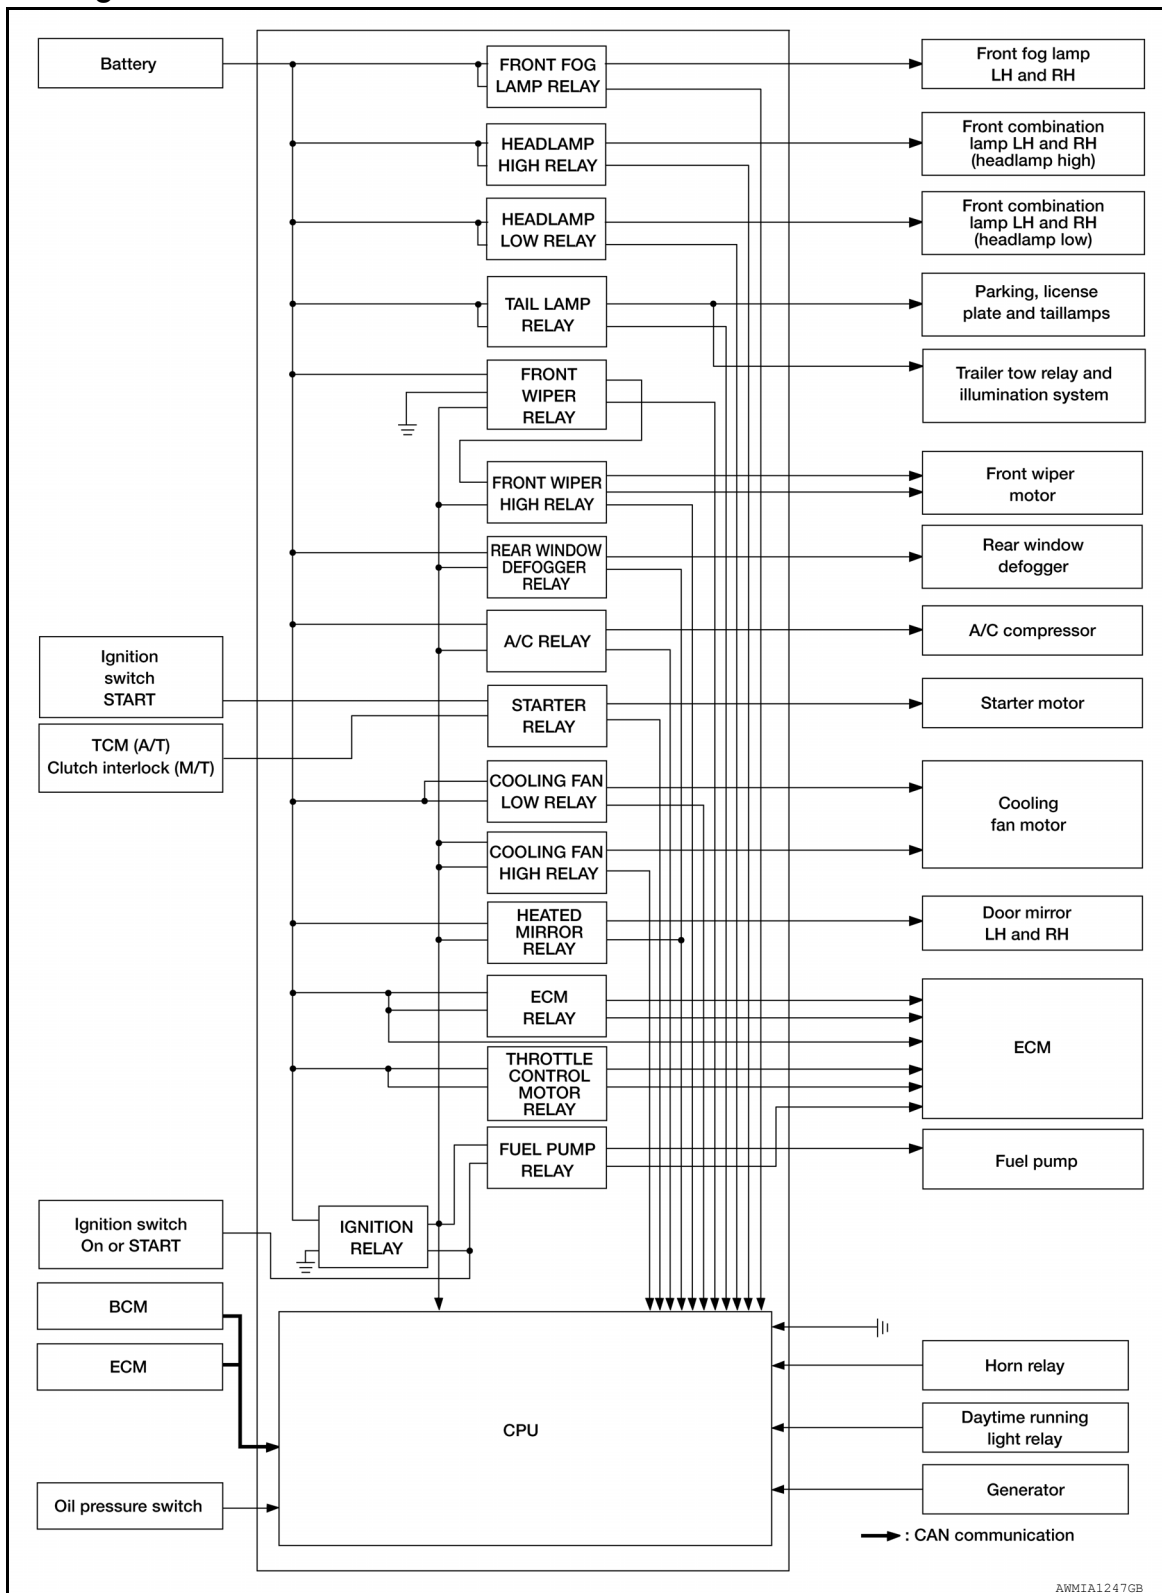 Battery
FRONT FOG
LAMP RELAY
Front fog lamp
LH and RH
HEADLAMP
HIGH RELAY
Front combination
lamp LH and RH
(headlamp high)
HEADLAMP
LOW RELAY
Front combination
lamp LH and RH
(headlamp low)
TAIL LAMP
RELAY
Parking, license
plate and taillamps
FRONT
WIPER
RELAY
Trailer tow relay and
illumination system
FRONT WIPER
HIGH RELAY
Front wiper
motor
REAR WINDOW
DEFOGGER
RELAY
Rear window
defogger
A/C RELAY
A/C compressor
Ignition
switch
START
STARTER
RELAY
Starter motor
TCM (A/T)
Clutch interlock (M/T)
COOLING FAN
LOW RELAY
Cooling
fan motor
COOLING FAN
HIGH RELAY
HEATED
MIRROR
RELAY
Door mirror
LH and RH
ECM
RELAY
ECM
THROTTLE
CONTROL
MOTOR
RELAY
FUEL PUMP
RELAY
Fuel pump
Ignition switch
On or START
IGNITION
RELAY
BCM
ECM
CPU
Horn relay
Daytime running
light relay
Generator
Oil pressure switch
: CAN communication
AWMIA1247GB